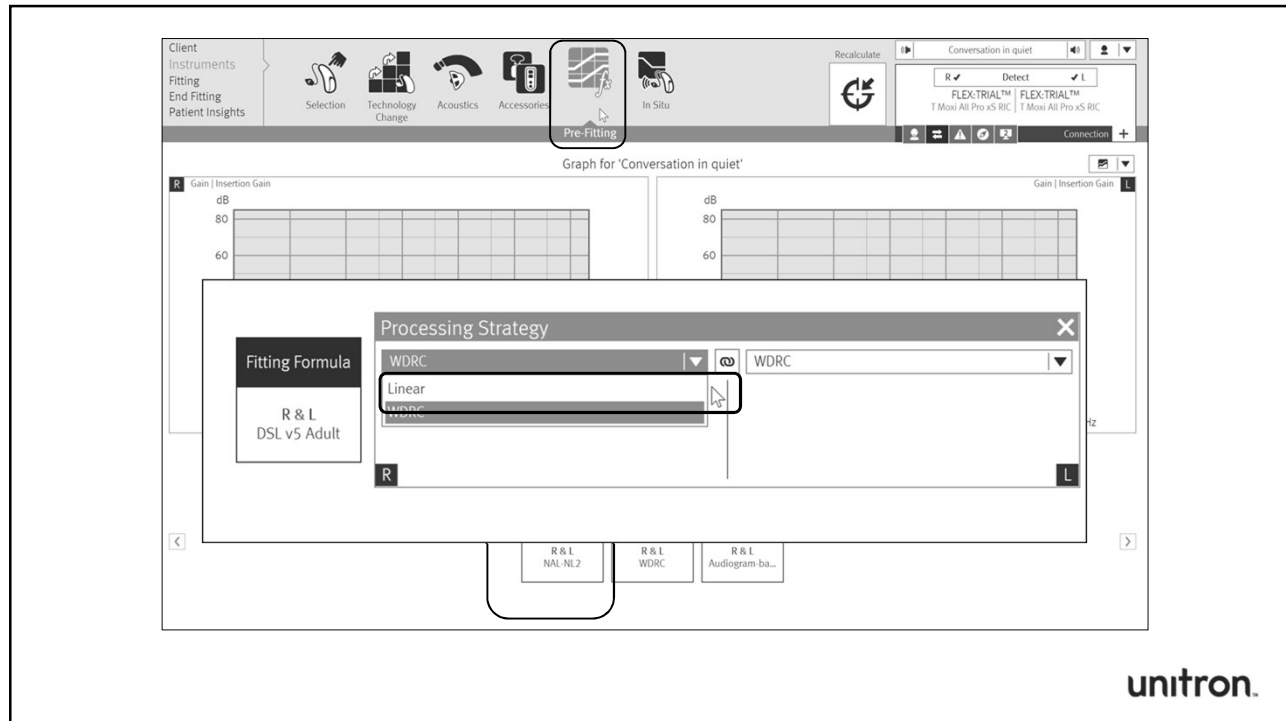 Client
Instruments
Fitting
End Fitting
Patient Insights
Selection
Technology
Change
Acoustics
Accessories
Pre-Fitting
In Situ
Recalculate
Conversation in quiet
R ✔ Detect ✔ L
FLEX:TRIAL™ FLEX:TRIAL™
T Moxi All Pro xS RIC T Moxi All Pro xS RIC
Connection +
Graph for 'Conversation in quiet'
R Gain | Insertion Gain
Gain | Insertion Gain L
dB
80
60
dB
80
60
Hz
Processing Strategy
Fitting Formula
R & L
DSL v5 Adult
WDRC
WDRC
Linear
WDRC
R
L
R & L
NAL-NL2
R & L
WDRC
R & L
Audiogram-ba...
unitron™